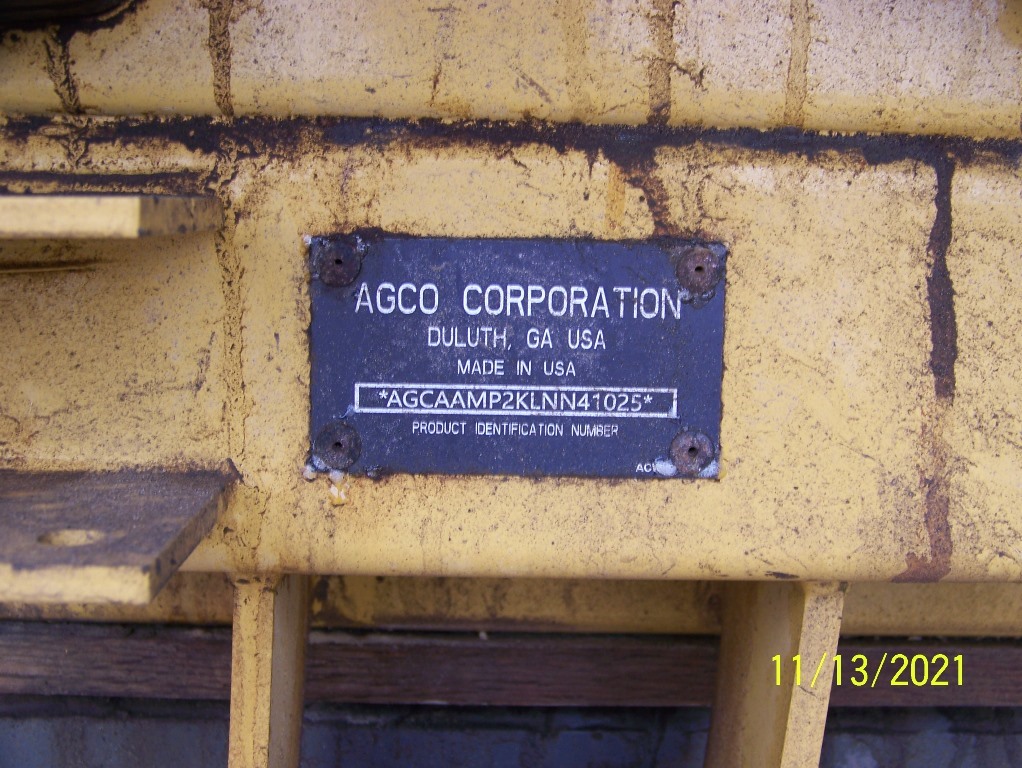 AGCO CORPORATION
DULUTH, GA USA
MADE IN USA
*AGCAAMP2KLNN41025*
PRODUCT IDENTIFICATION NUMBER
11/13/2021